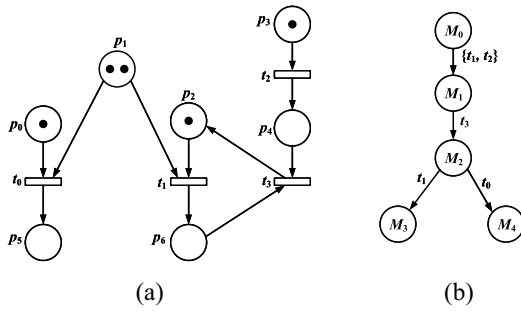 p₃
p₁
M₀
{t₁, t₂}
t₂
p₀
p₂
M₁
p₄
t₃
t₀
t₁
t₃
M₂
t₁
t₀
p₅
p₆
M₃
M₄
(a)
(b)